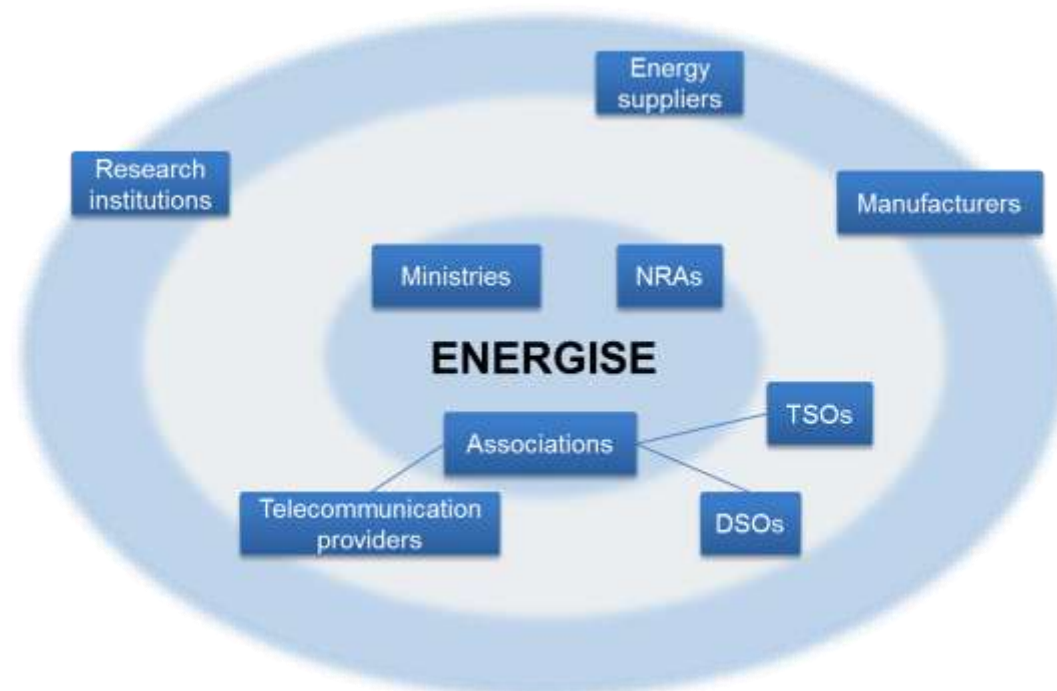 Energy
suppliers
Research
institutions
Manufacturers
Ministries
NRAs
ENERGISE
TSOs
Associations
Telecommunication
providers
DSOs